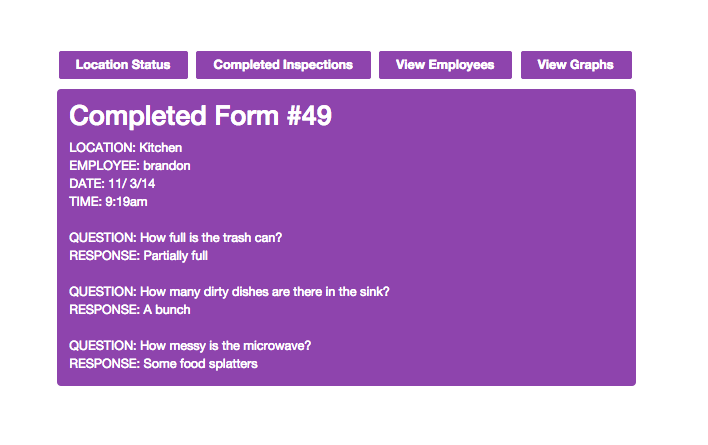 Location Status Completed Inspections View Employees View Graphs
Completed Form #49
LOCATION: Kitchen
EMPLOYEE: brandon
DATE: 11/ 3/14
TIME: 9:19am
QUESTION: How full is the trash can?
RESPONSE: Partially full
QUESTION: How many dirty dishes are there in the sink?
RESPONSE: A bunch
QUESTION: How messy is the microwave?
RESPONSE: Some food splatters